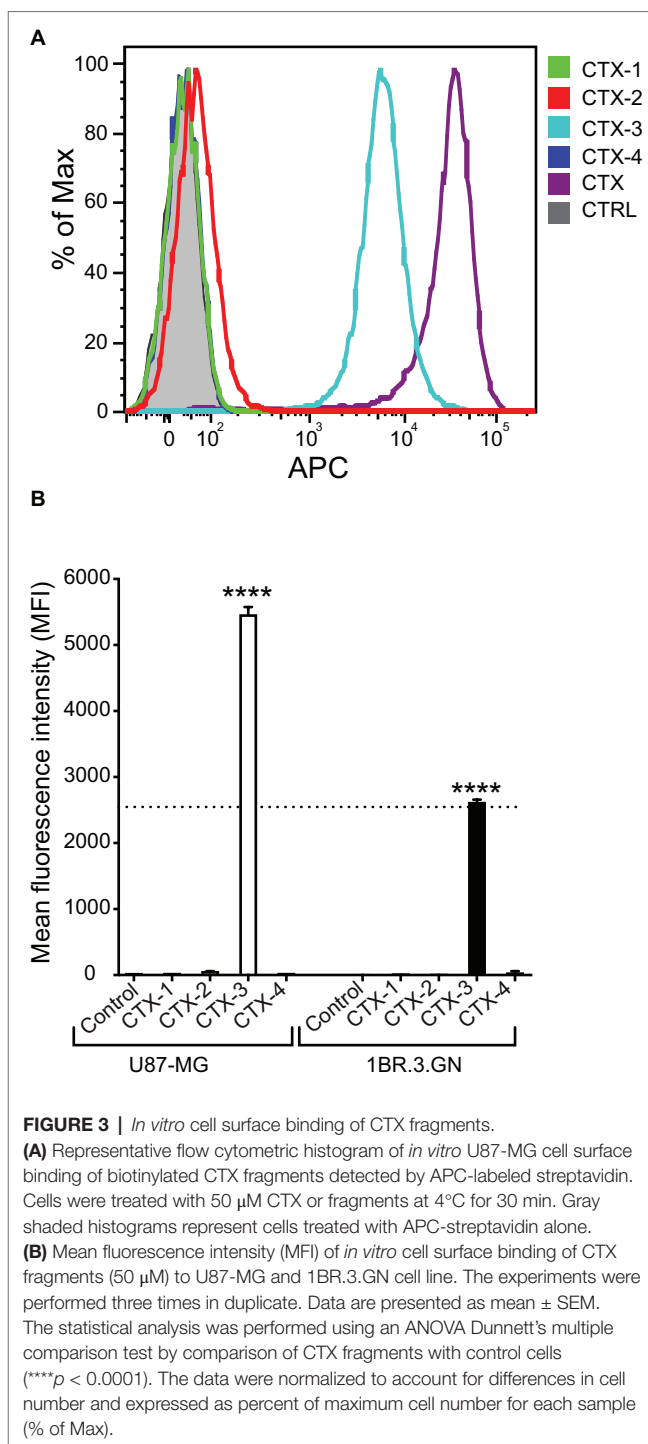 A
% of Max
100
80
60
40
20
0
0 10² 10³ 10⁴ 10⁵
APC
CTX-1
CTX-2
CTX-3
CTX-4
CTX
CTRL
B
Mean fluorescence intensity (MFI)
6000
5000
4000
3000
2000
1000
0
****
****
Control CTX-1 CTX-2 CTX-3 CTX-4 Control CTX-1 CTX-2 CTX-3 CTX-4
U87-MG 1BR.3.GN
FIGURE 3 | In vitro cell surface binding of CTX fragments.
(A) Representative flow cytometric histogram of in vitro U87-MG cell surface
binding of biotinylated CTX fragments detected by APC-labeled streptavidin.
Cells were treated with 50 μM CTX or fragments at 4°C for 30 min. Gray
shaded histograms represent cells treated with APC-streptavidin alone.
(B) Mean fluorescence intensity (MFI) of in vitro cell surface binding of CTX
fragments (50 μM) to U87-MG and 1BR.3.GN cell line. The experiments were
performed three times in duplicate. Data are presented as mean ± SEM.
The statistical analysis was performed using an ANOVA Dunnett's multiple
comparison test by comparison of CTX fragments with control cells
(****p < 0.0001). The data were normalized to account for differences in cell
number and expressed as percent of maximum cell number for each sample
(% of Max).